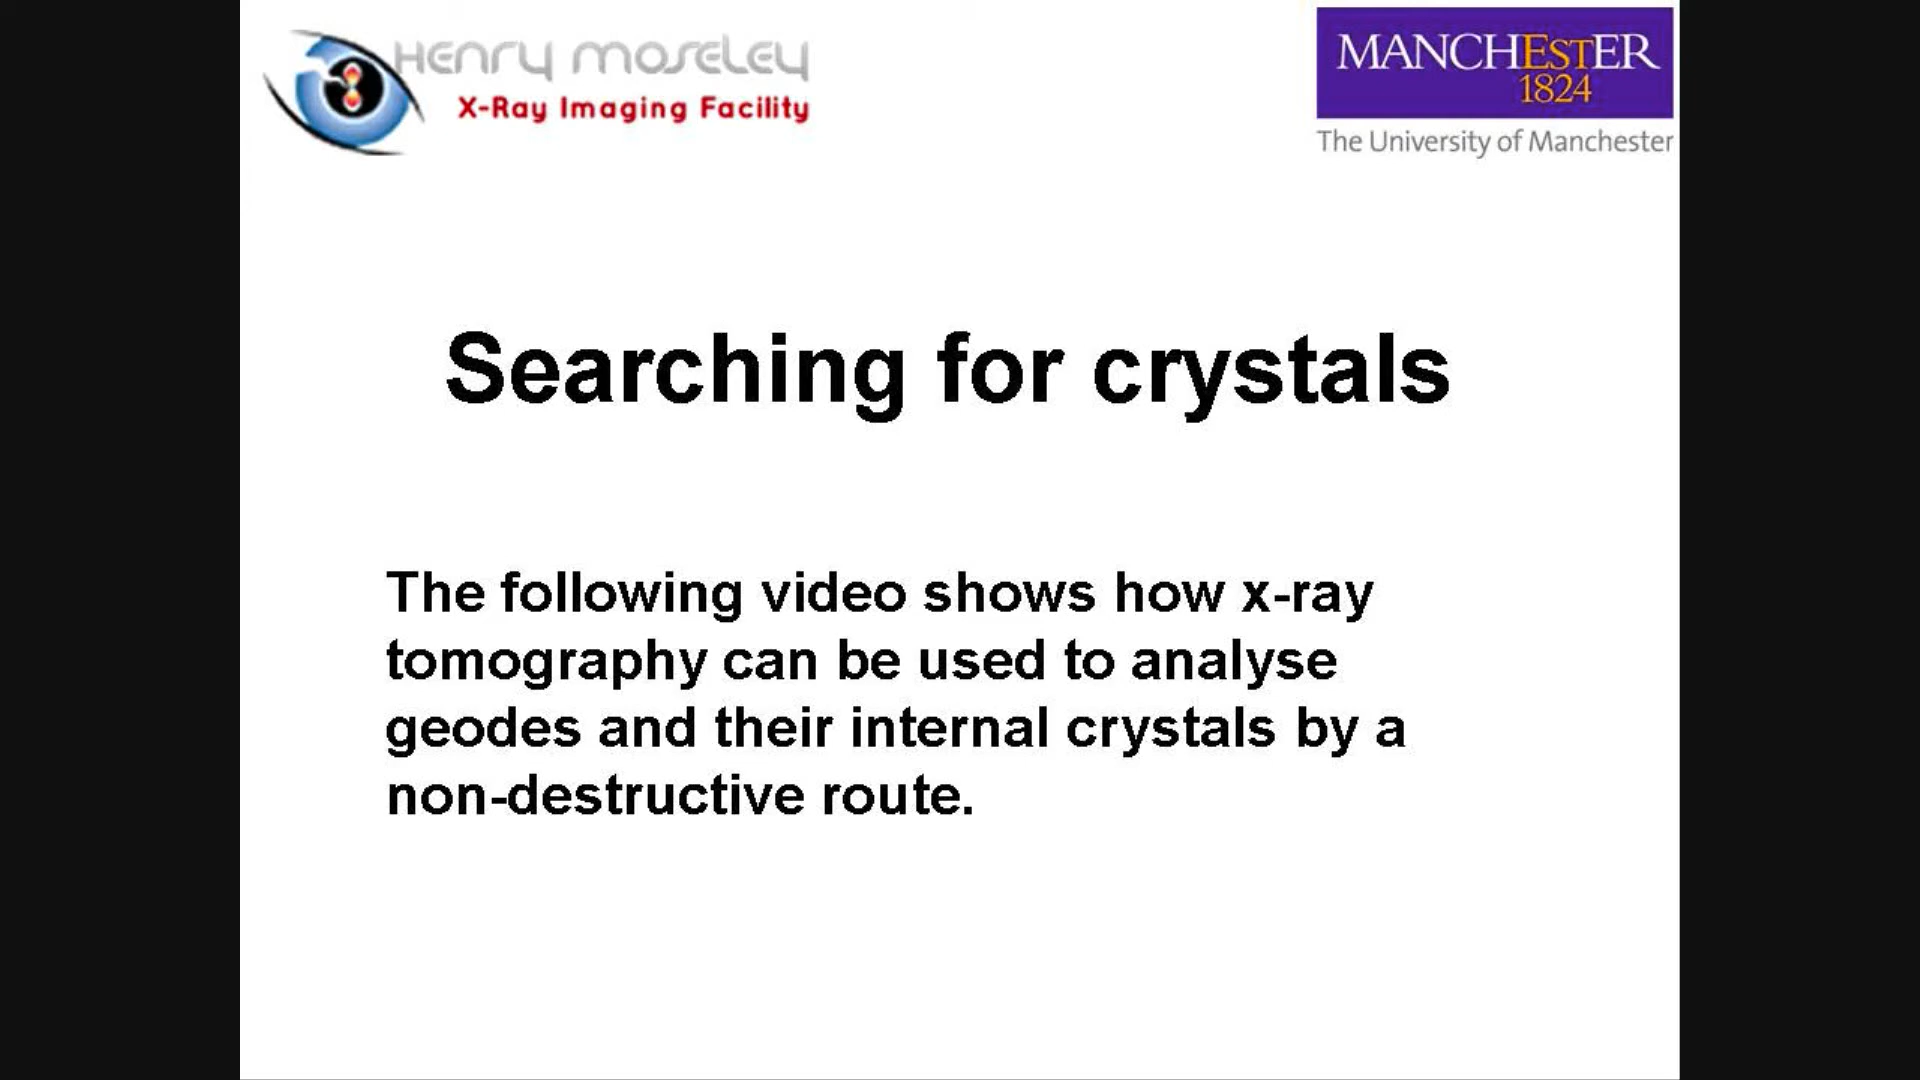 Henry Moseley
X-Ray Imaging Facility
MANCHEstER
1824
The University of Manchester
Searching for crystals
The following video shows how x-ray
tomography can be used to analyse
geodes and their internal crystals by a
non-destructive route.